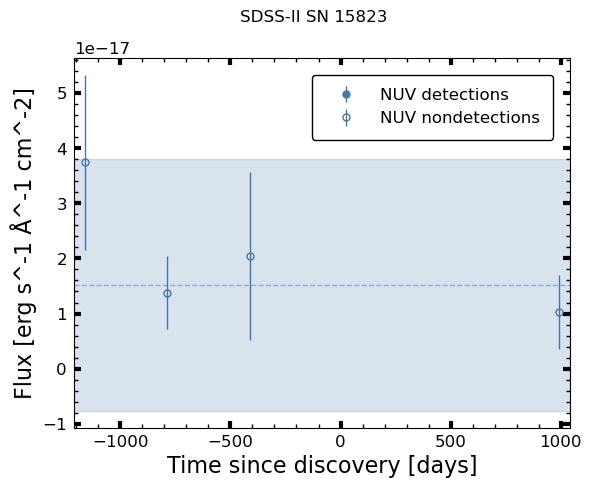 SDSS-II SN 15823
1e−17
NUV detections
NUV nondetections
5
4
3
2
1
0
−1
Flux [erg s^-1 Å^-1 cm^-2]
−1000 −500 0 500 1000
Time since discovery [days]